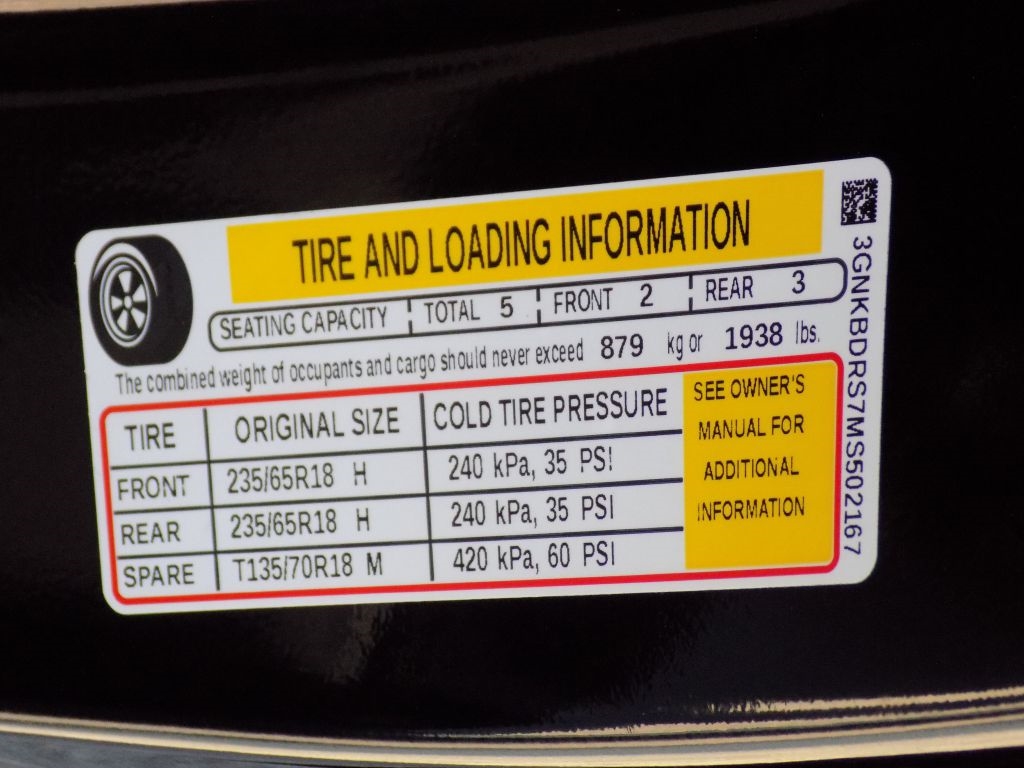 TIRE AND LOADING INFORMATION
SEATING CAPACITY TOTAL 5 FRONT 2 REAR 3
The combined weight of occupants and cargo should never exceed 879 kg or 1938 lbs.
TIRE ORIGINAL SIZE COLD TIRE PRESSURE
FRONT 235/65R18 H 240 kPa, 35 PSI
REAR 235/65R18 H 240 kPa, 35 PSI
SPARE T135/70R18 M 420 kPa, 60 PSI
SEE OWNER'S
MANUAL FOR
ADDITIONAL
INFORMATION
3GNKBDRS7MS502167